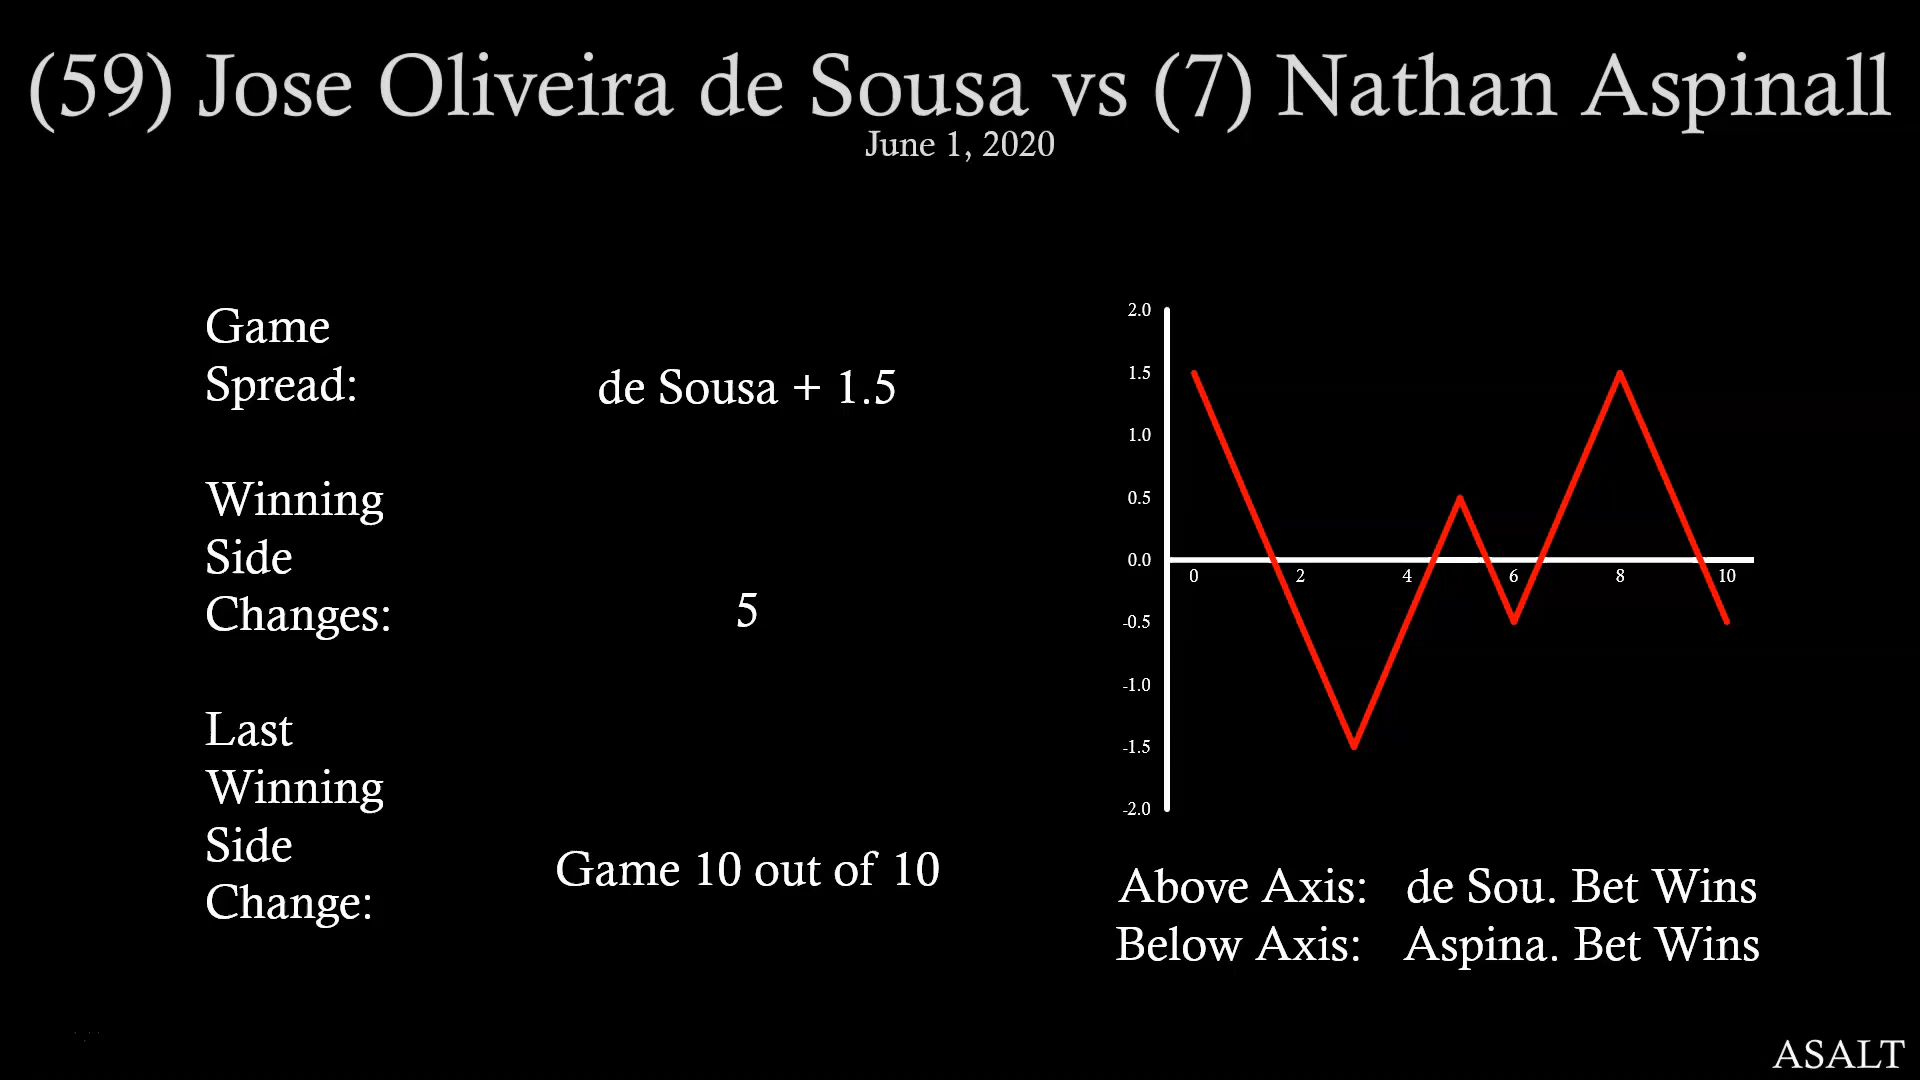 (59) Jose Oliveira de Sousa vs (7) Nathan Aspinall
June 1, 2020
Game
Spread:
de Sousa + 1.5
Winning
Side
Changes:
5
Last
Winning
Side
Change:
Game 10 out of 10
2.0
1.5
1.0
0.5
0.0
-0.5
-1.0
-1.5
-2.0
0 2 4 6 8 10
Above Axis: de Sou. Bet Wins
Below Axis: Aspina. Bet Wins
ASALT